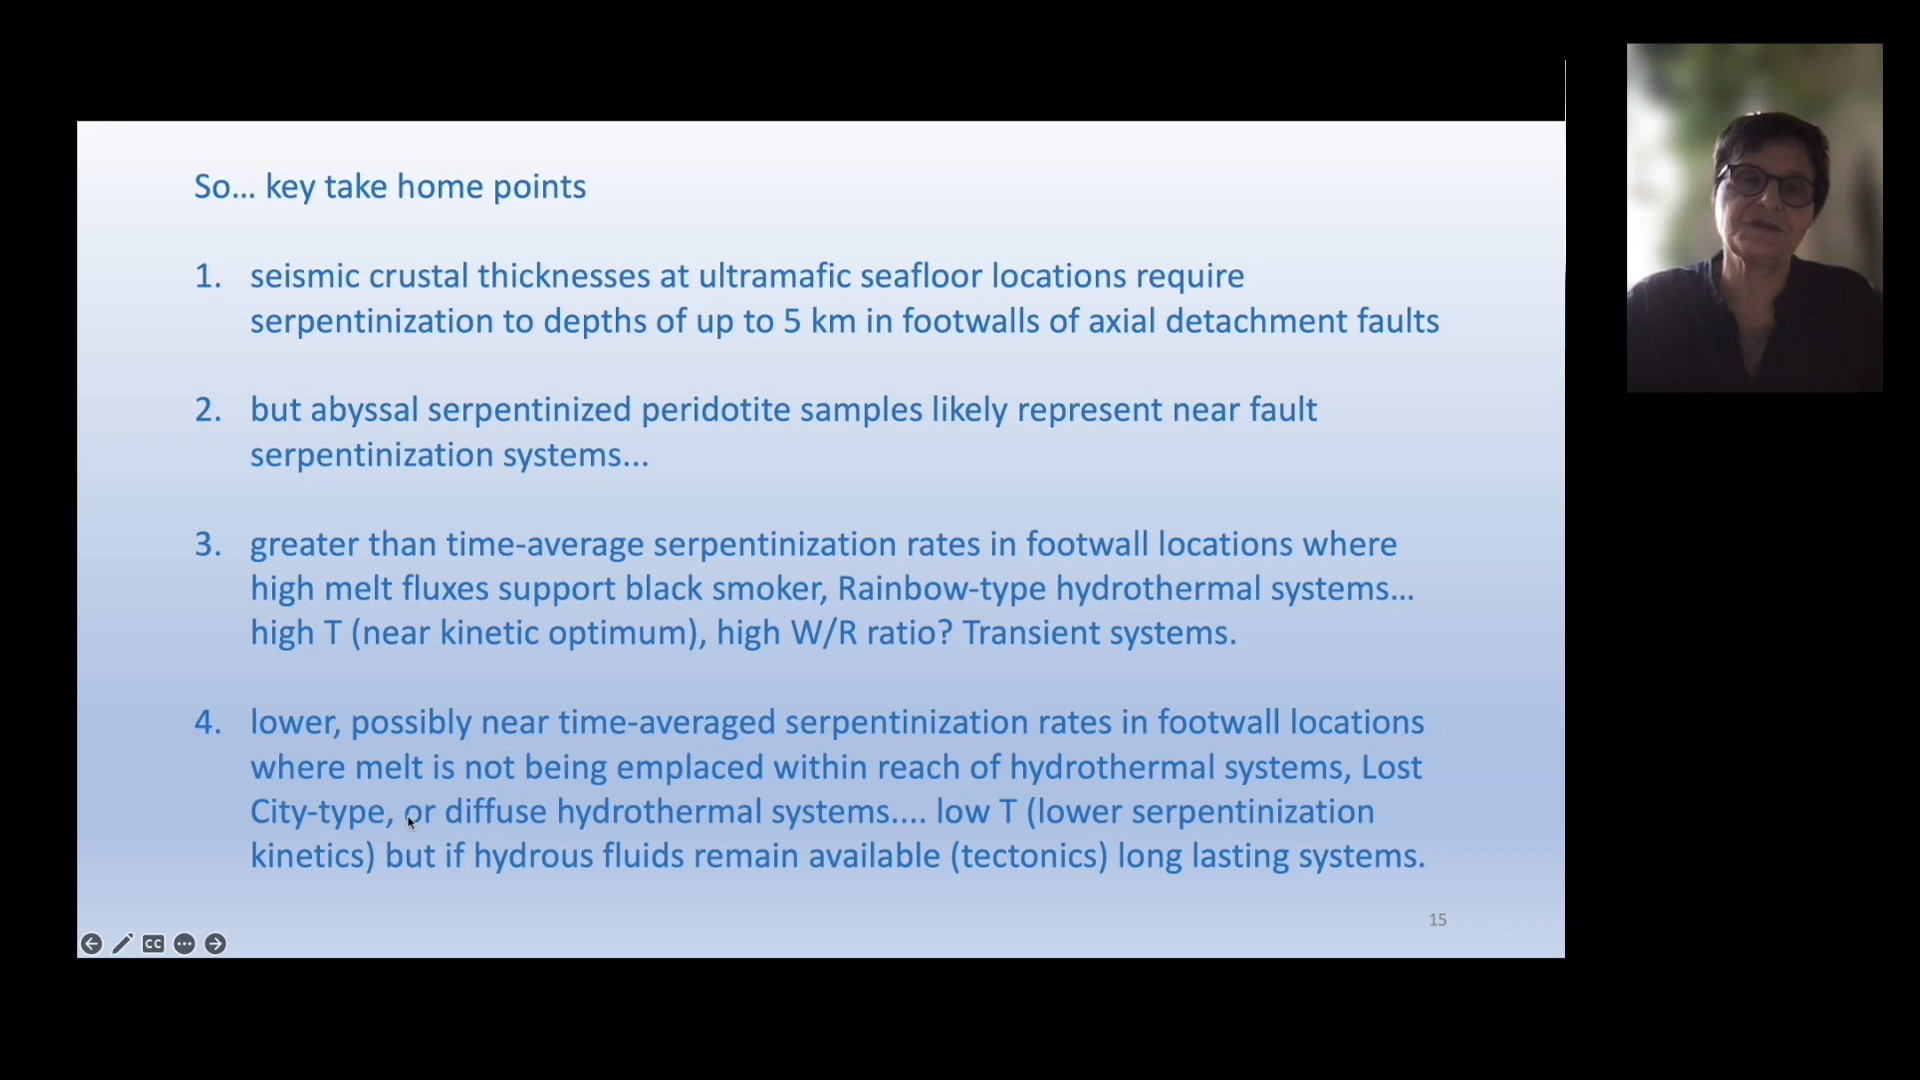 So... key take home points
1. seismic crustal thicknesses at ultramafic seafloor locations require
serpentinization to depths of up to 5 km in footwalls of axial detachment faults
2. but abyssal serpentinized peridotite samples likely represent near fault
serpentinization systems...
3. greater than time-average serpentinization rates in footwall locations where
high melt fluxes support black smoker, Rainbow-type hydrothermal systems...
high T (near kinetic optimum), high W/R ratio? Transient systems.
4. lower, possibly near time-averaged serpentinization rates in footwall locations
where melt is not being emplaced within reach of hydrothermal systems, Lost
City-type, or diffuse hydrothermal systems.... low T (lower serpentinization
kinetics) but if hydrous fluids remain available (tectonics) long lasting systems.
15
CC